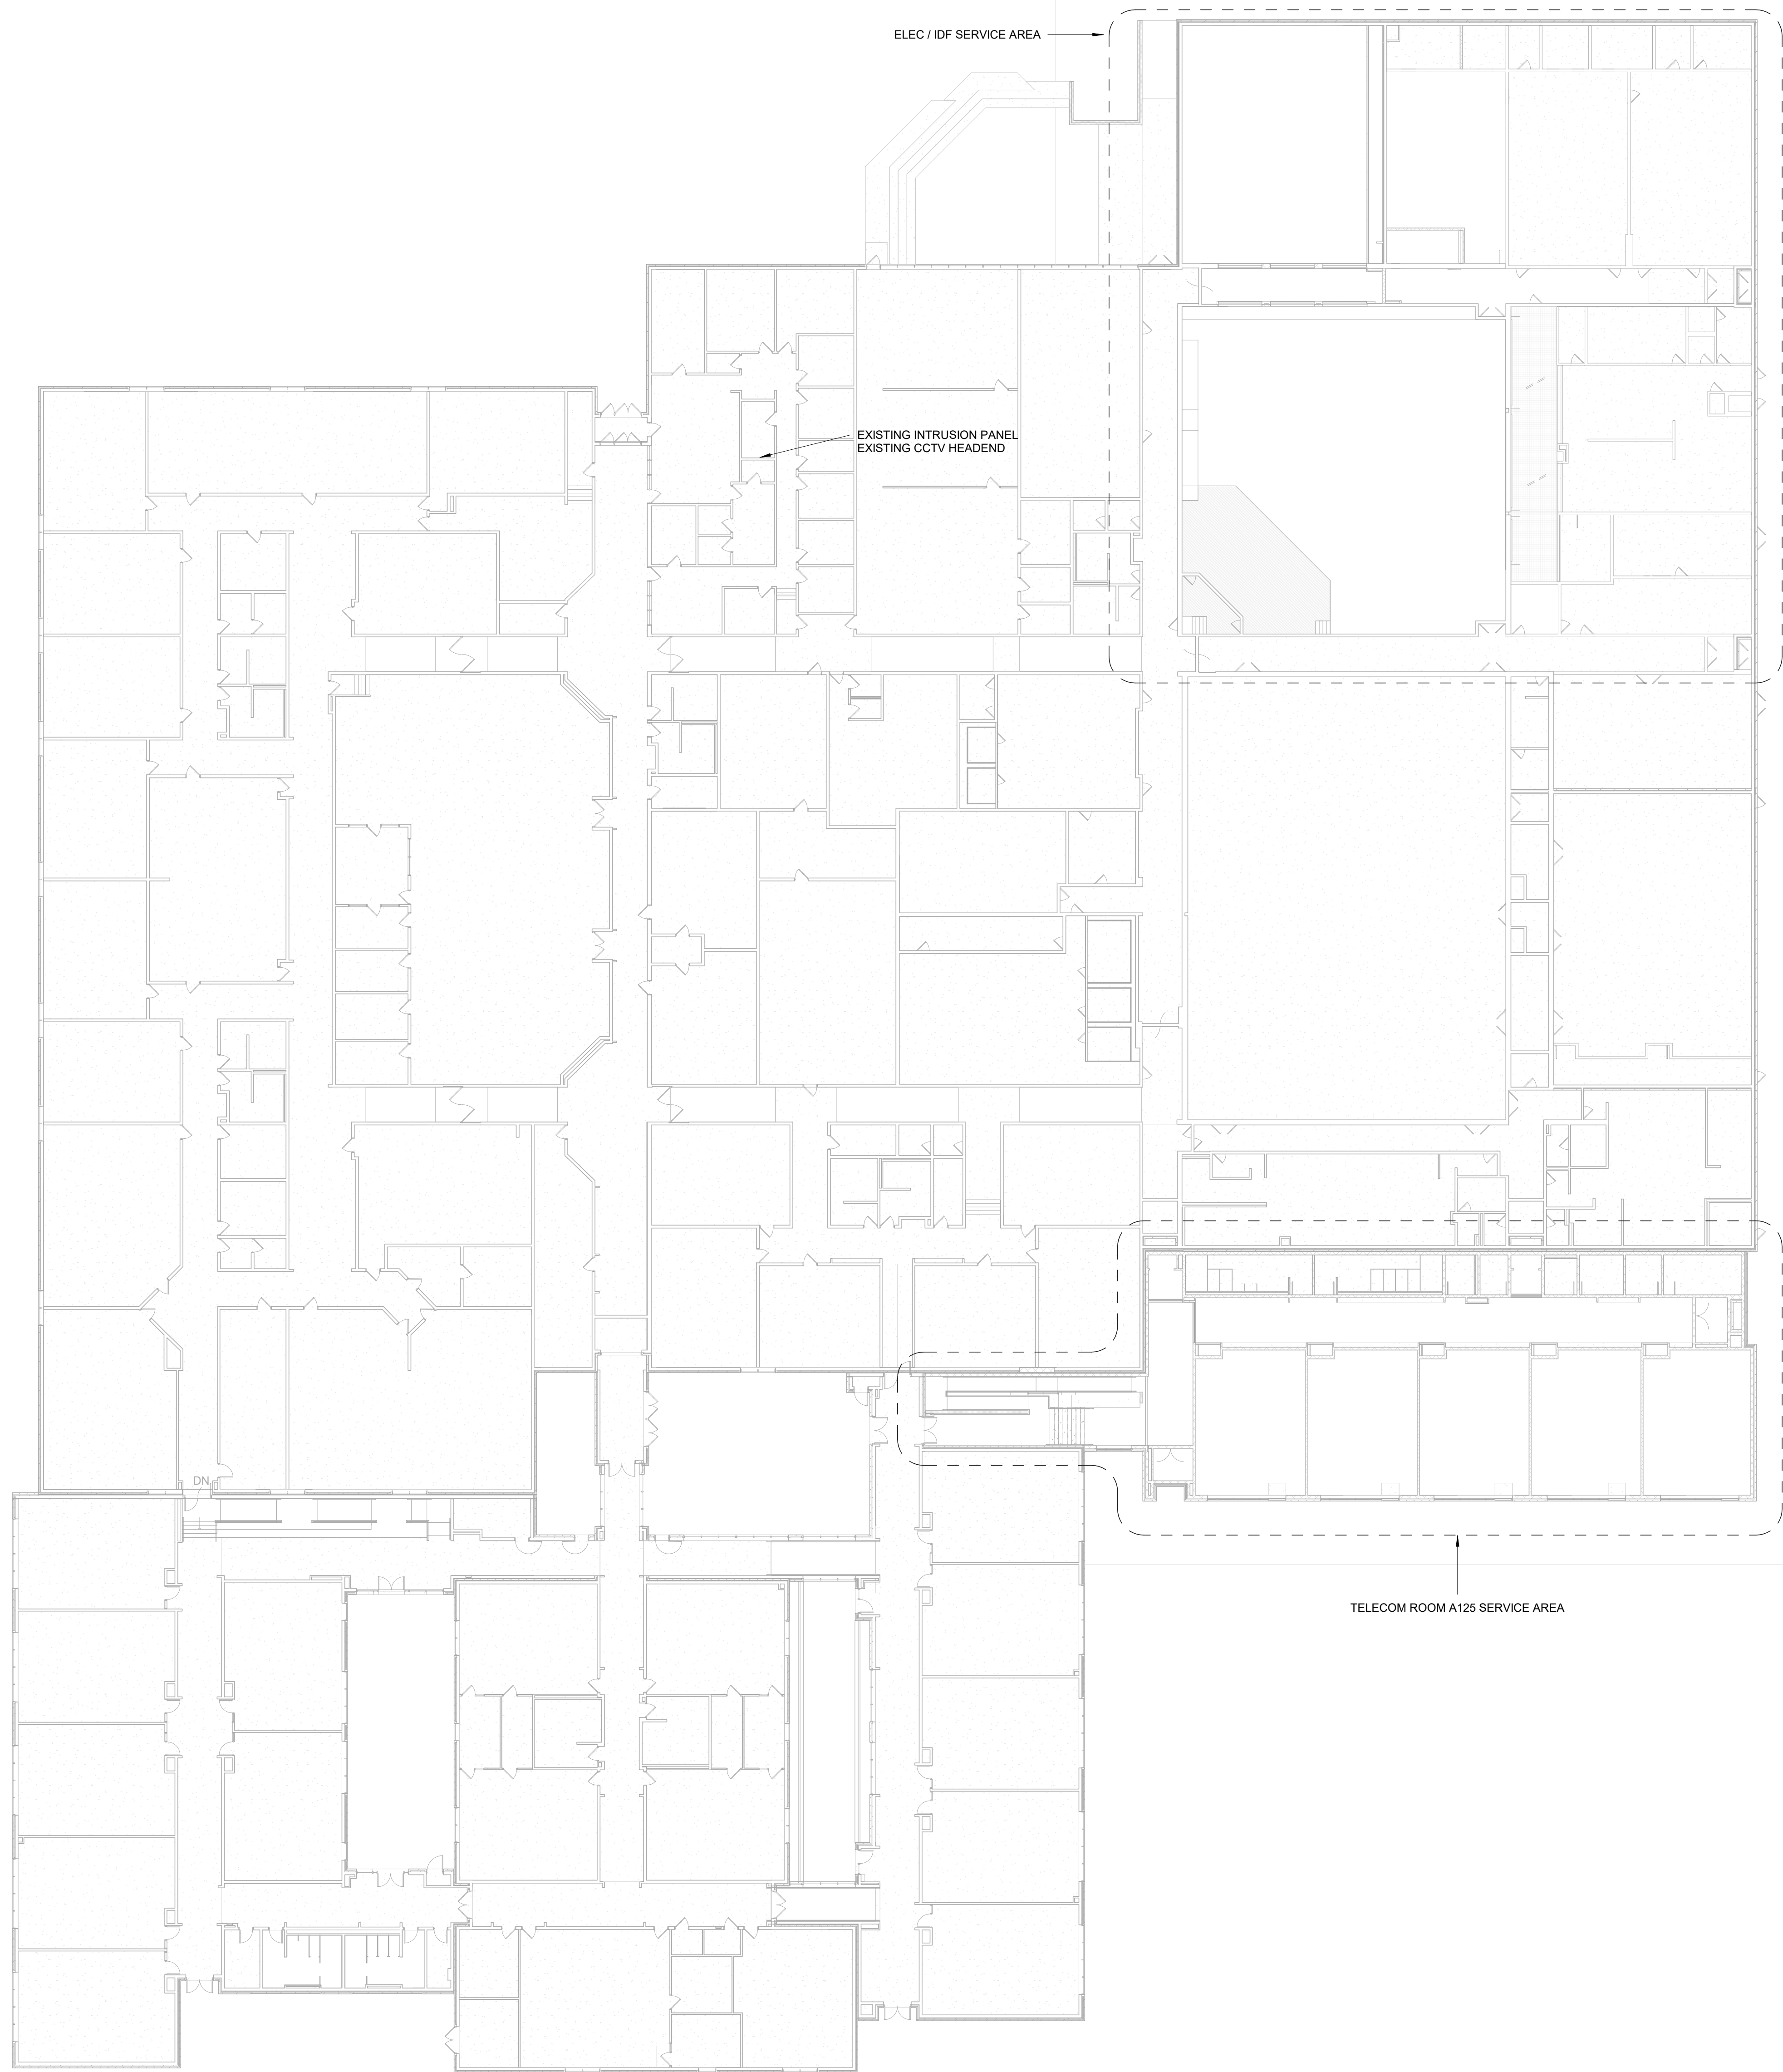 ELEC / IDF SERVICE AREA
EXISTING INTRUSION PANEL
EXISTING CCTV HEADEND
DN
TELECOM ROOM A125 SERVICE AREA